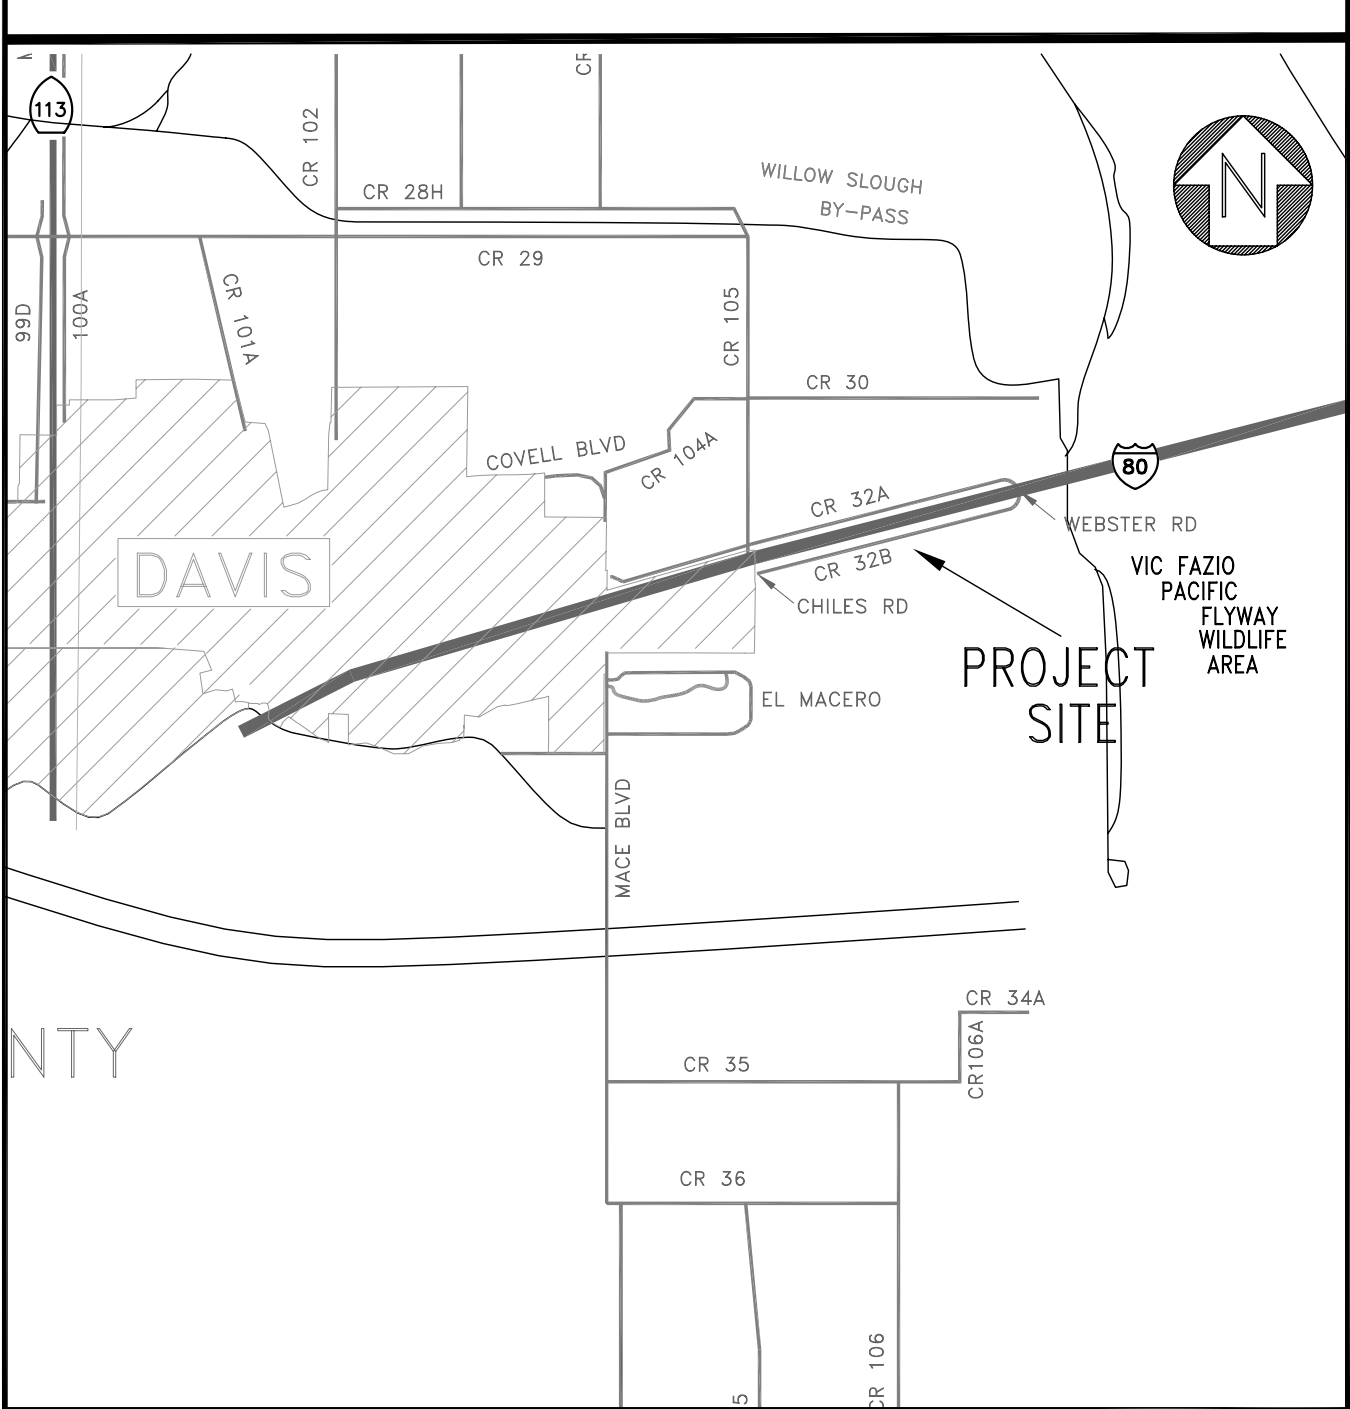 113
CR 102
CR 28H
WILLOW SLOUGH
BY-PASS
N
CR 29
99D
100A
CR 101A
CR 105
CR 30
COVELL BLVD
CR 104A
80
CR 32A
WEBSTER RD
CR 32B
DAVIS
CHILES RD
VIC FAZIO
PACIFIC
FLYWAY
WILDLIFE
AREA
PROJECT
SITE
EL MACERO
MACE BLVD
NTY
CR 34A
CR106A
CR 35
CR 36
CR 106
5